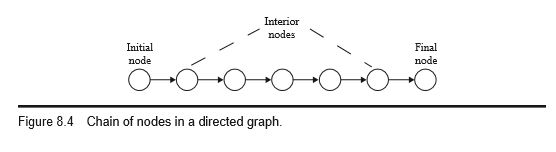 Interior
nodes
Initial
node
Final
node
Figure 8.4 Chain of nodes in a directed graph.